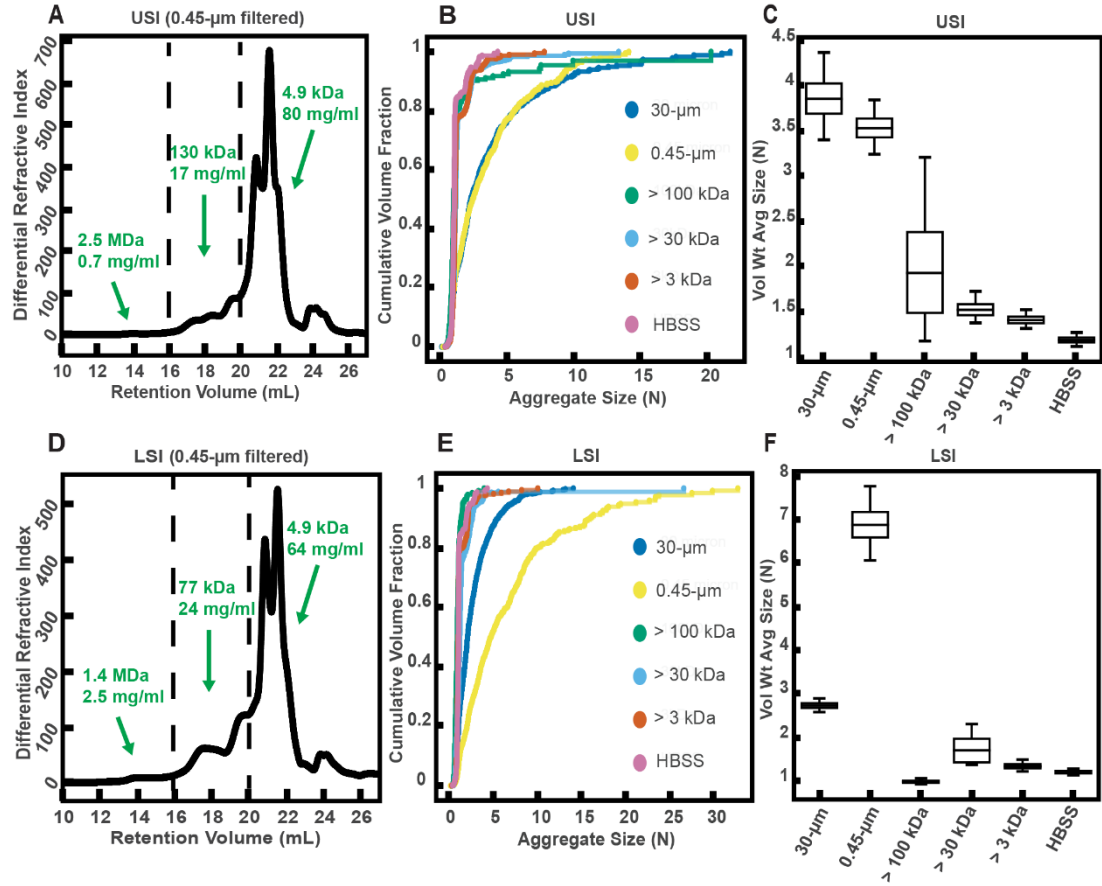 A
USI (0.45-µm filtered)
Differential Refractive Index
700
600
500
400
300
200
100
0
2.5 MDa
0.7 mg/ml
130 kDa
17 mg/ml
4.9 kDa
80 mg/ml
10 12 14 16 18 20 22 24 26
Retention Volume (mL)
B
USI
Cumulative Volume Fraction
1
0.8
0.6
0.4
0.2
0
30-µm
0.45-µm
> 100 kDa
> 30 kDa
> 3 kDa
HBSS
0 5 10 15 20
Aggregate Size (N)
C
USI
Vol Wt Avg Size (N)
4.5
4
3.5
3
2.5
2
1.5
1
30-µm
0.45-µm
> 100 kDa
> 30 kDa
> 3 kDa
HBSS
D
LSI (0.45-µm filtered)
Differential Refractive Index
500
400
300
200
100
0
1.4 MDa
2.5 mg/ml
77 kDa
24 mg/ml
4.9 kDa
64 mg/ml
10 12 14 16 18 20 22 24 26
Retention Volume (mL)
E
LSI
Cumulative Volume Fraction
1
0.8
0.6
0.4
0.2
0
30-µm
0.45-µm
> 100 kDa
> 30 kDa
> 3 kDa
HBSS
0 5 10 15 20 25 30
Aggregate Size (N)
F
LSI
Vol Wt Avg Size (N)
8
7
6
5
4
3
2
1
30-µm
0.45-µm
> 100 kDa
> 30 kDa
> 3 kDa
HBSS